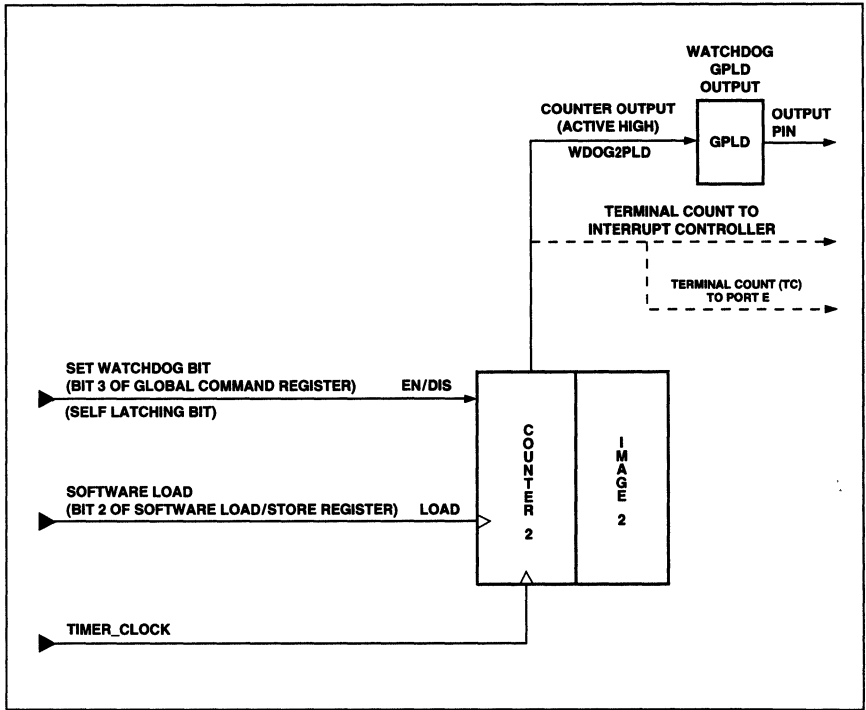 WATCHDOG
GPLD
OUTPUT
COUNTER OUTPUT
(ACTIVE HIGH)
WDOG2PLD
GPLD
OUTPUT
PIN
TERMINAL COUNT TO
INTERRUPT CONTROLLER
TERMINAL COUNT (TC)
TO PORT E
SET WATCHDOG BIT
(BIT 3 OF GLOBAL COMMAND REGISTER) EN/DIS
(SELF LATCHING BIT)
COUNTER 2
IMAGE 2
SOFTWARE LOAD
(BIT 2 OF SOFTWARE LOAD/STORE REGISTER) LOAD
TIMER_CLOCK